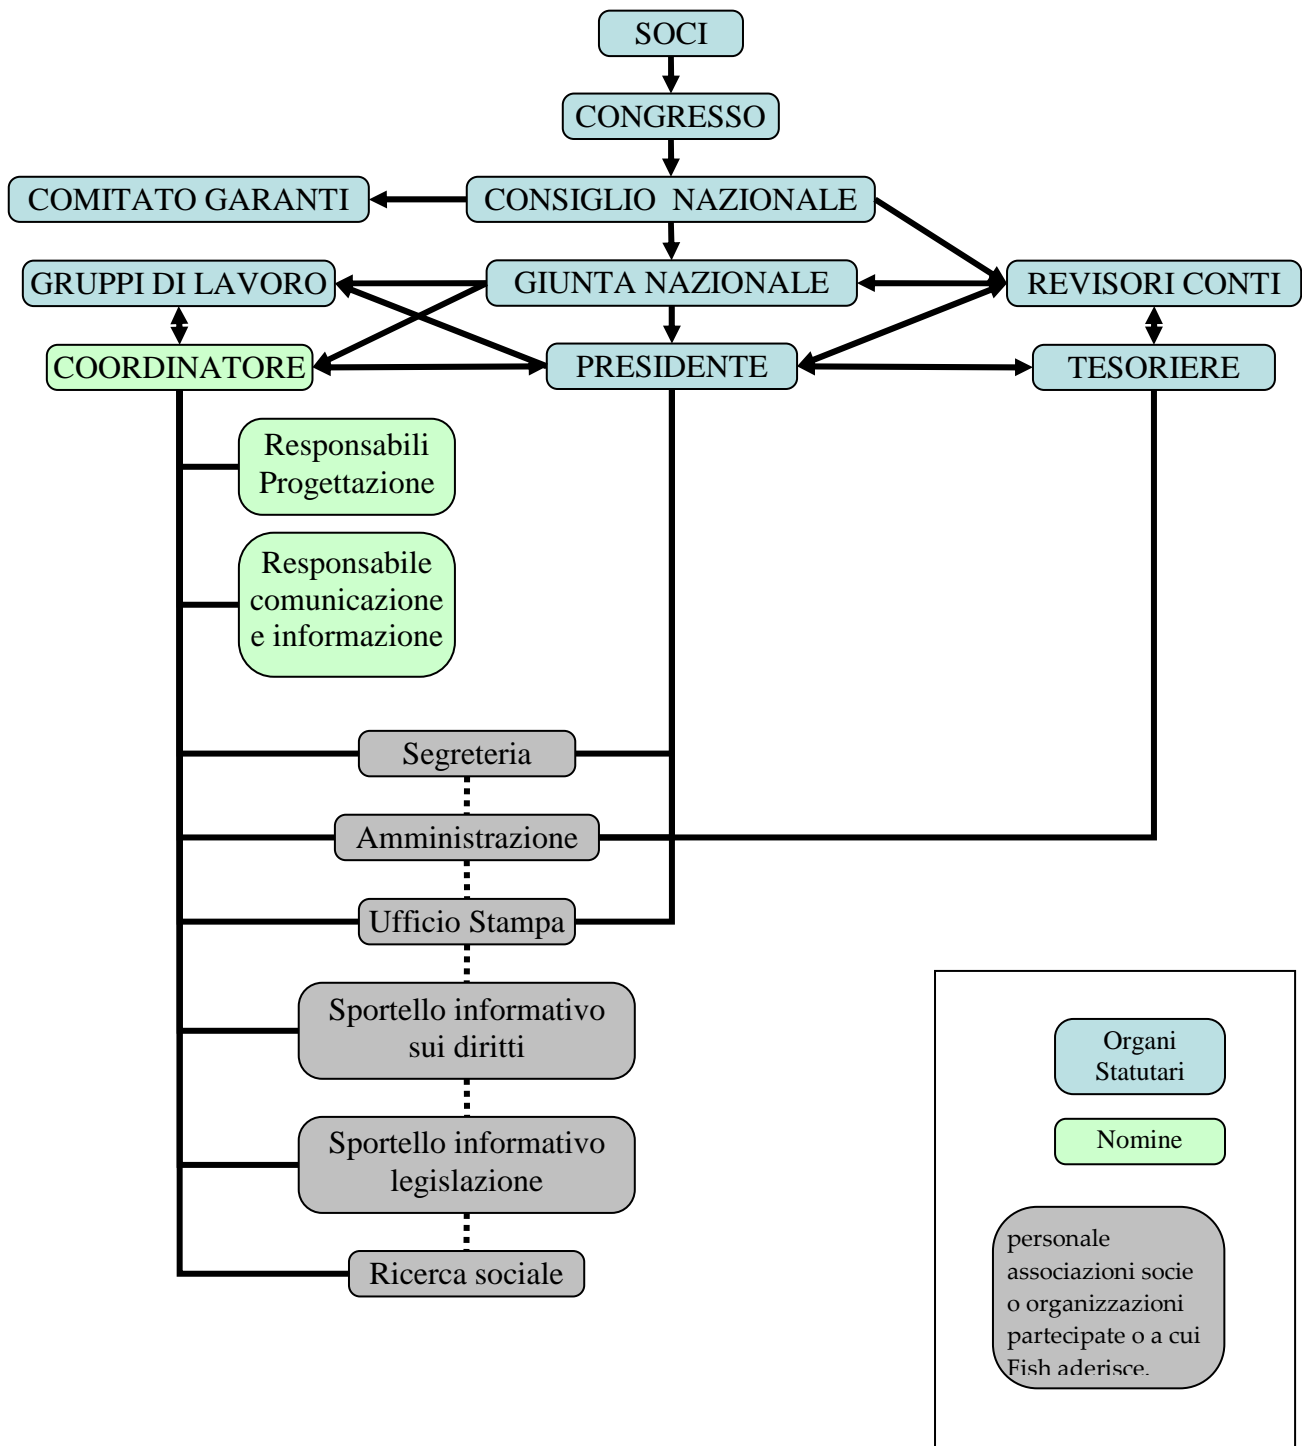 SOCI
CONGRESSO
COMITATO GARANTI
CONSIGLIO NAZIONALE
GRUPPI DI LAVORO
GIUNTA NAZIONALE
REVISORI CONTI
COORDINATORE
PRESIDENTE
TESORIERE
Responsabili
Progettazione
Responsabile
comunicazione
e informazione
Segreteria
Amministrazione
Ufficio Stampa
Sportello informativo
sui diritti
Sportello informativo
legislazione
Ricerca sociale
Organi
Statutari
Nomine
personale
associazioni socie
o organizzazioni
partecipate o a cui
Fish aderisce.